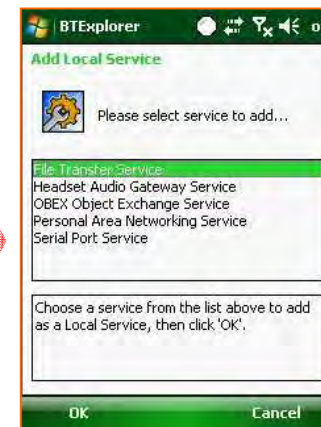 BTExplorer
Add Local Service
Please select service to add...
File Transfer Service
Headset Audio Gateway Service
OBEX Object Exchange Service
Personal Area Networking Service
Serial Port Service
Choose a service from the list above to add
as a Local Service, then click 'OK'.
OK Cancel